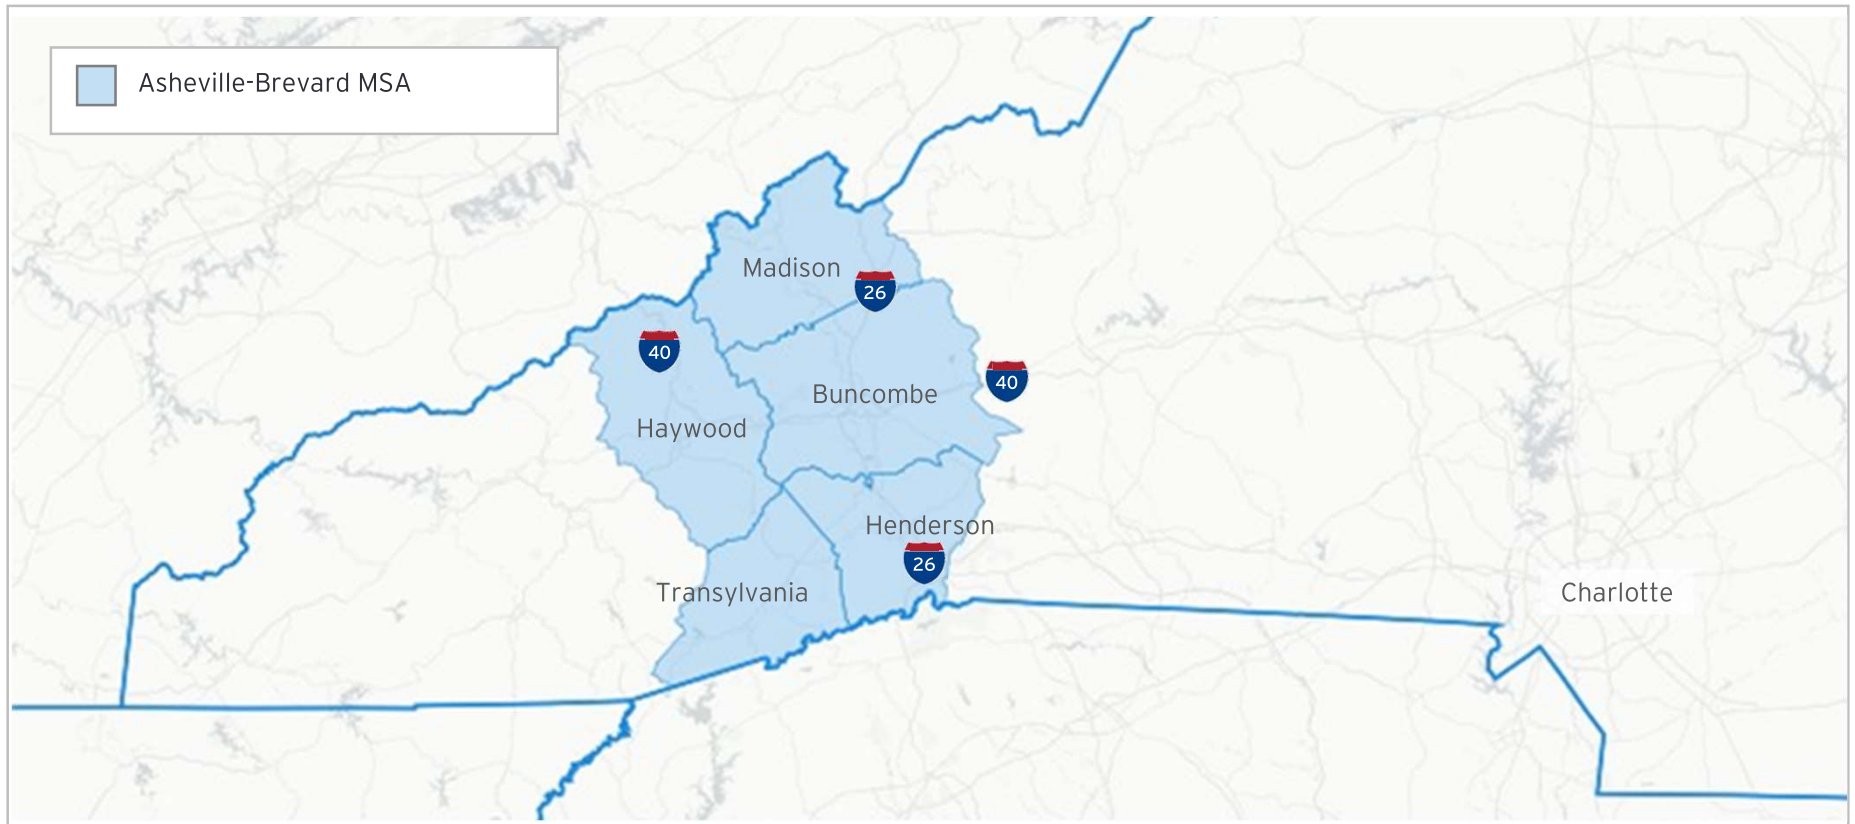 Asheville-Brevard MSA
Madison
26
40
40
Buncombe
Haywood
Henderson
26
Transylvania
Charlotte